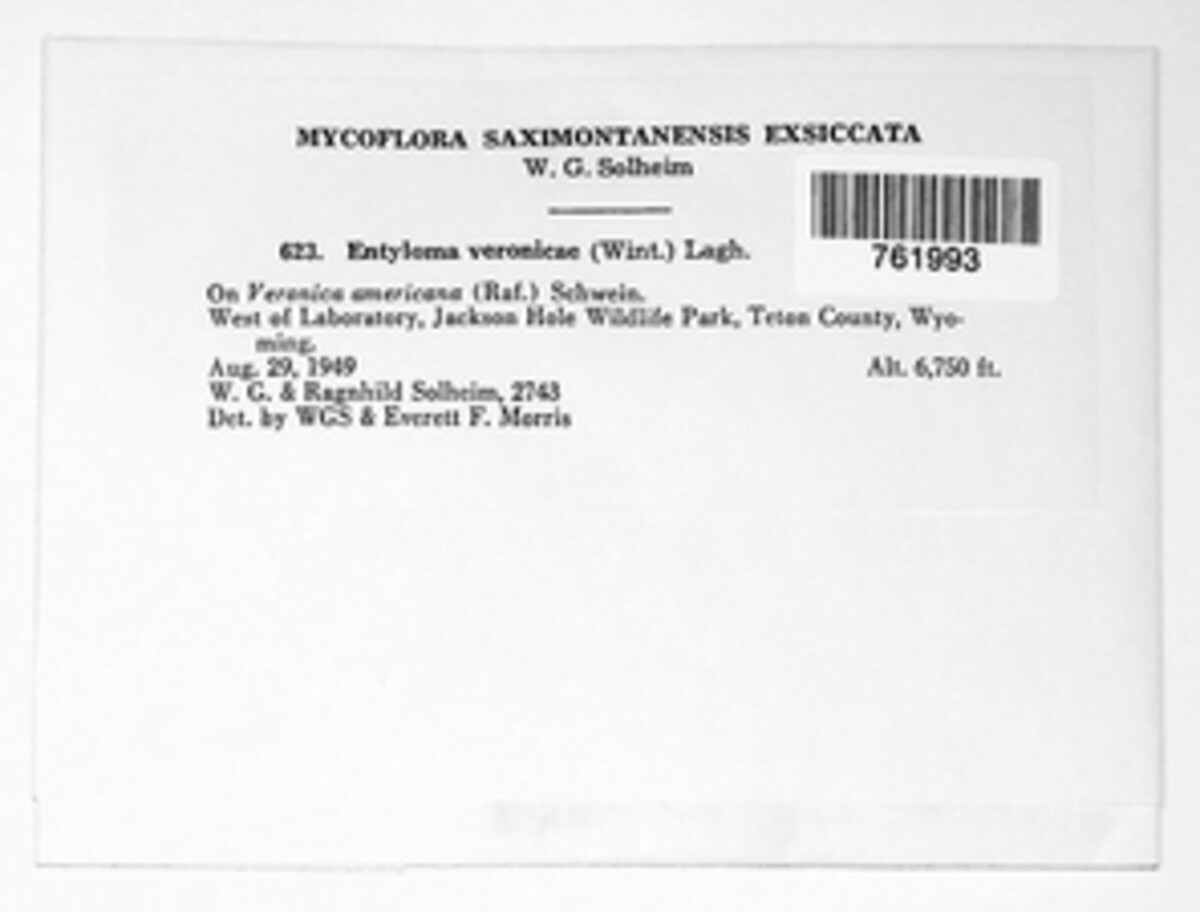 MYCOFLORA SAXIMONTANENSIS EXSICCATA
W. G. Solheim
761993
623. Entyloma veronicae (Wint.) Lagh.
On Veronica americana (Raf.) Schwein.
West of Laboratory, Jackson Hole Wildlife Park, Teton County, Wyo-
ming.
Aug. 29, 1949 Alt. 6,750 ft.
W. G. & Ragnhild Solheim, 2743
Det. by WGS & Everett F. Morris